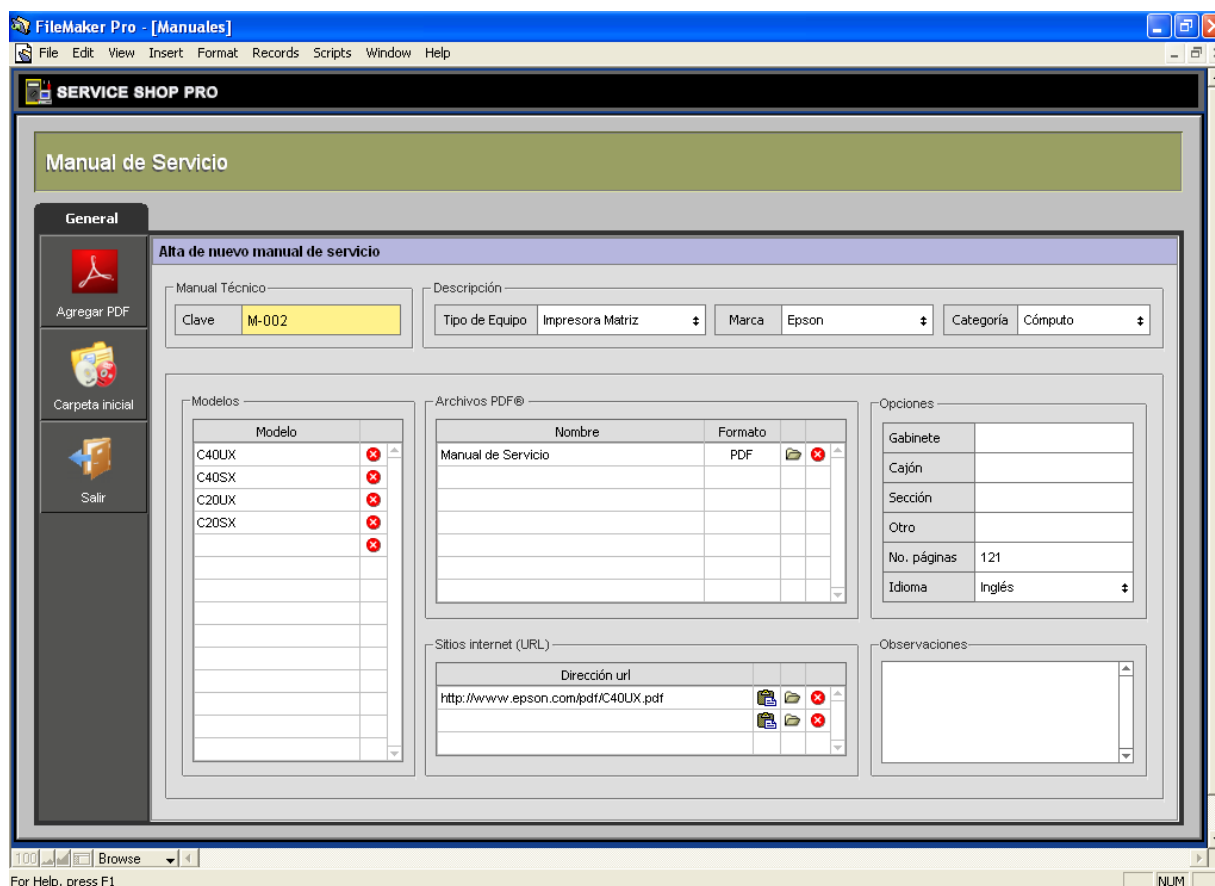 FileMaker Pro - [Manuales]
File Edit View Insert Format Records Scripts Window Help
SERVICE SHOP PRO
Manual de Servicio
General
Agregar PDF
Carpeta inicial
Salir
Alta de nuevo manual de servicio
Manual Técnico
Clave M-002
Descripción
Tipo de Equipo Impresora Matriz Marca Epson Categoría Cómputo
Modelos
Modelo
C40UX
C40SX
C20UX
C20SX
Archivos PDF®
Nombre Formato
Manual de Servicio PDF
Sitios internet (URL)
Dirección url
http://www.epson.com/pdf/C40UX.pdf
Opciones
Gabinete
Cajón
Sección
Otro
No. páginas 121
Idioma Inglés
Observaciones
100 Browse
For Help, press F1 NUM